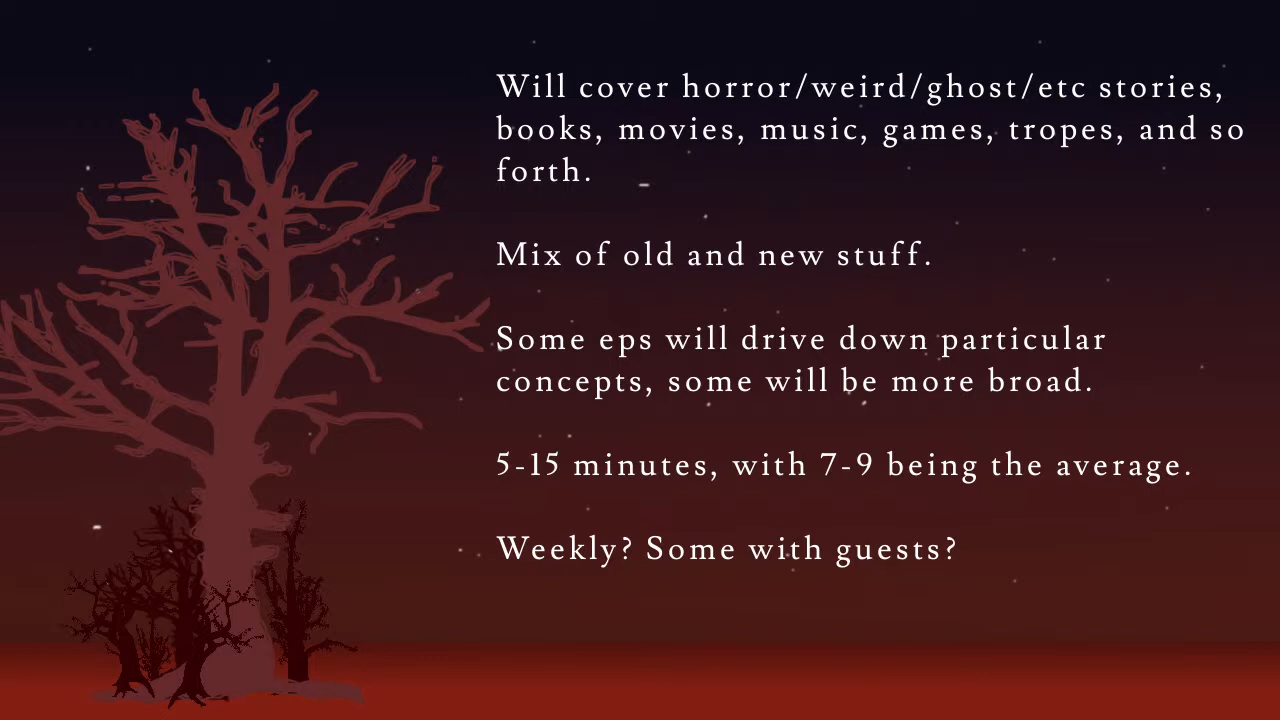 Will cover horror/weird/ghost/etc stories,
books, movies, music, games, tropes, and so
forth.
Mix of old and new stuff.
Some eps will drive down particular
concepts, some will be more broad.
5-15 minutes, with 7-9 being the average.
Weekly? Some with guests?